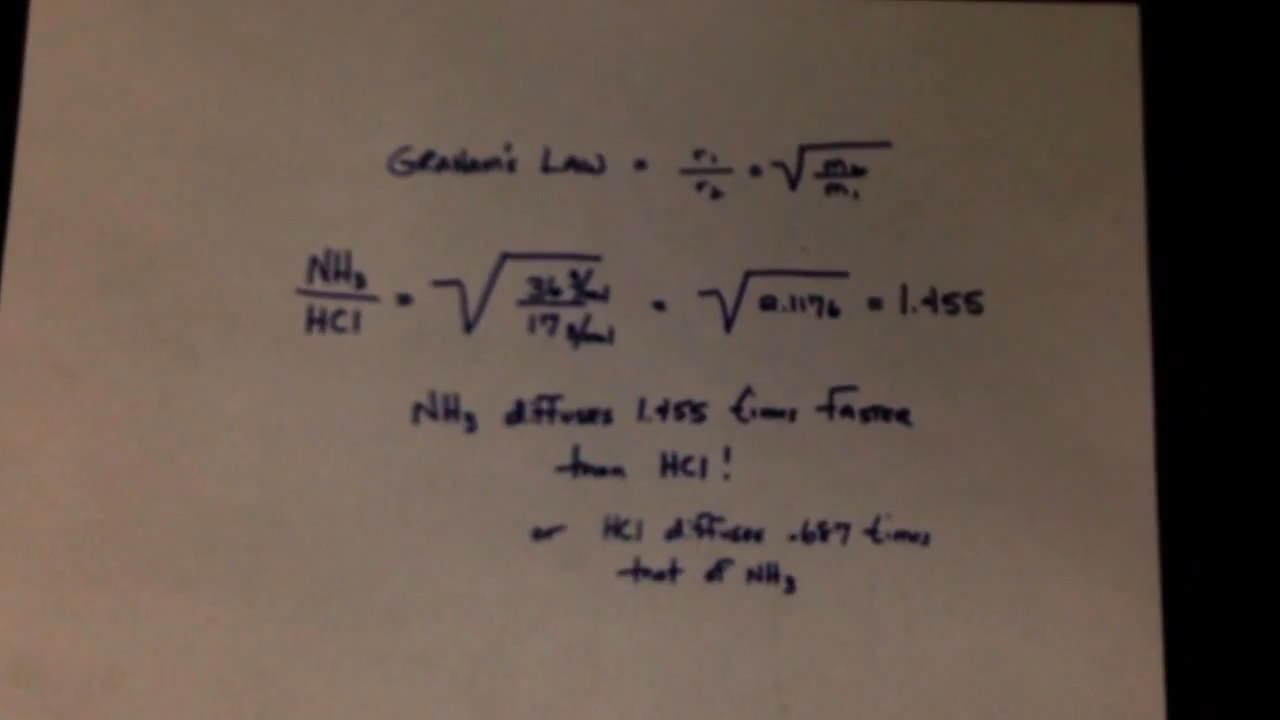 GRAHAM'S LAW = r₁/r₂ = √(m₂/m₁)
NH₃/HCl = √(36 g/mol / 17 g/mol) = √2.1176 = 1.455
NH₃ diffuses 1.455 times FASTER
than HCl!
or HCl diffuses .687 times
that of NH₃